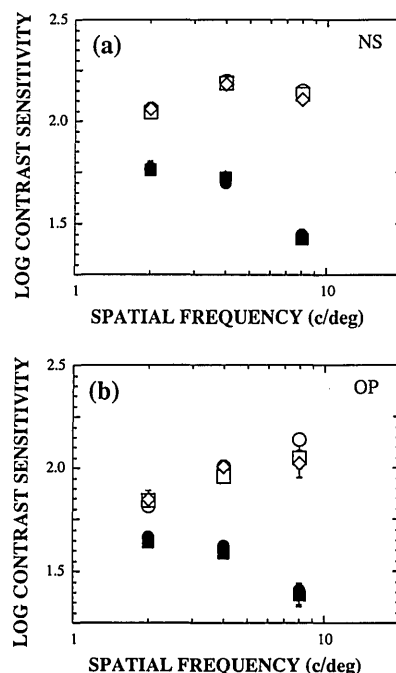 (a)
NS
LOG CONTRAST SENSITIVITY
2.5
2.0
1.5
1
10
SPATIAL FREQUENCY (c/deg)
(b)
OP
LOG CONTRAST SENSITIVITY
2.5
2.0
1.5
1
10
SPATIAL FREQUENCY (c/deg)